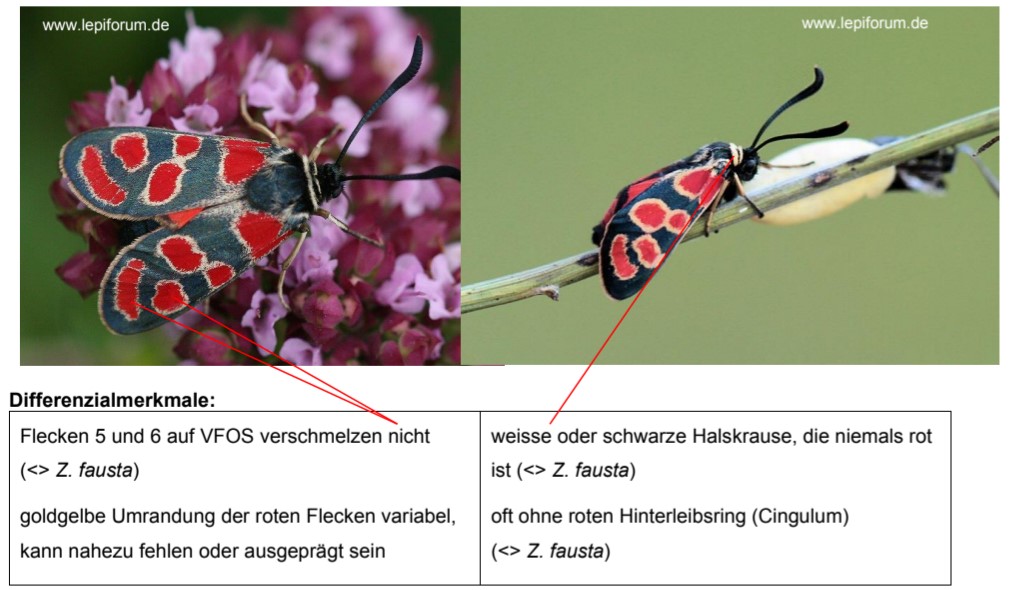 www.lepiforum.de
www.lepiforum.de
Differenzialmerkmale:
Flecken 5 und 6 auf VFOS verschmelzen nicht
(<> Z. fausta)
goldgelbe Umrandung der roten Flecken variabel,
kann nahezu fehlen oder ausgeprägt sein
weisse oder schwarze Halskrause, die niemals rot
ist (<> Z. fausta)
oft ohne roten Hinterleibsring (Cingulum)
(<> Z. fausta)